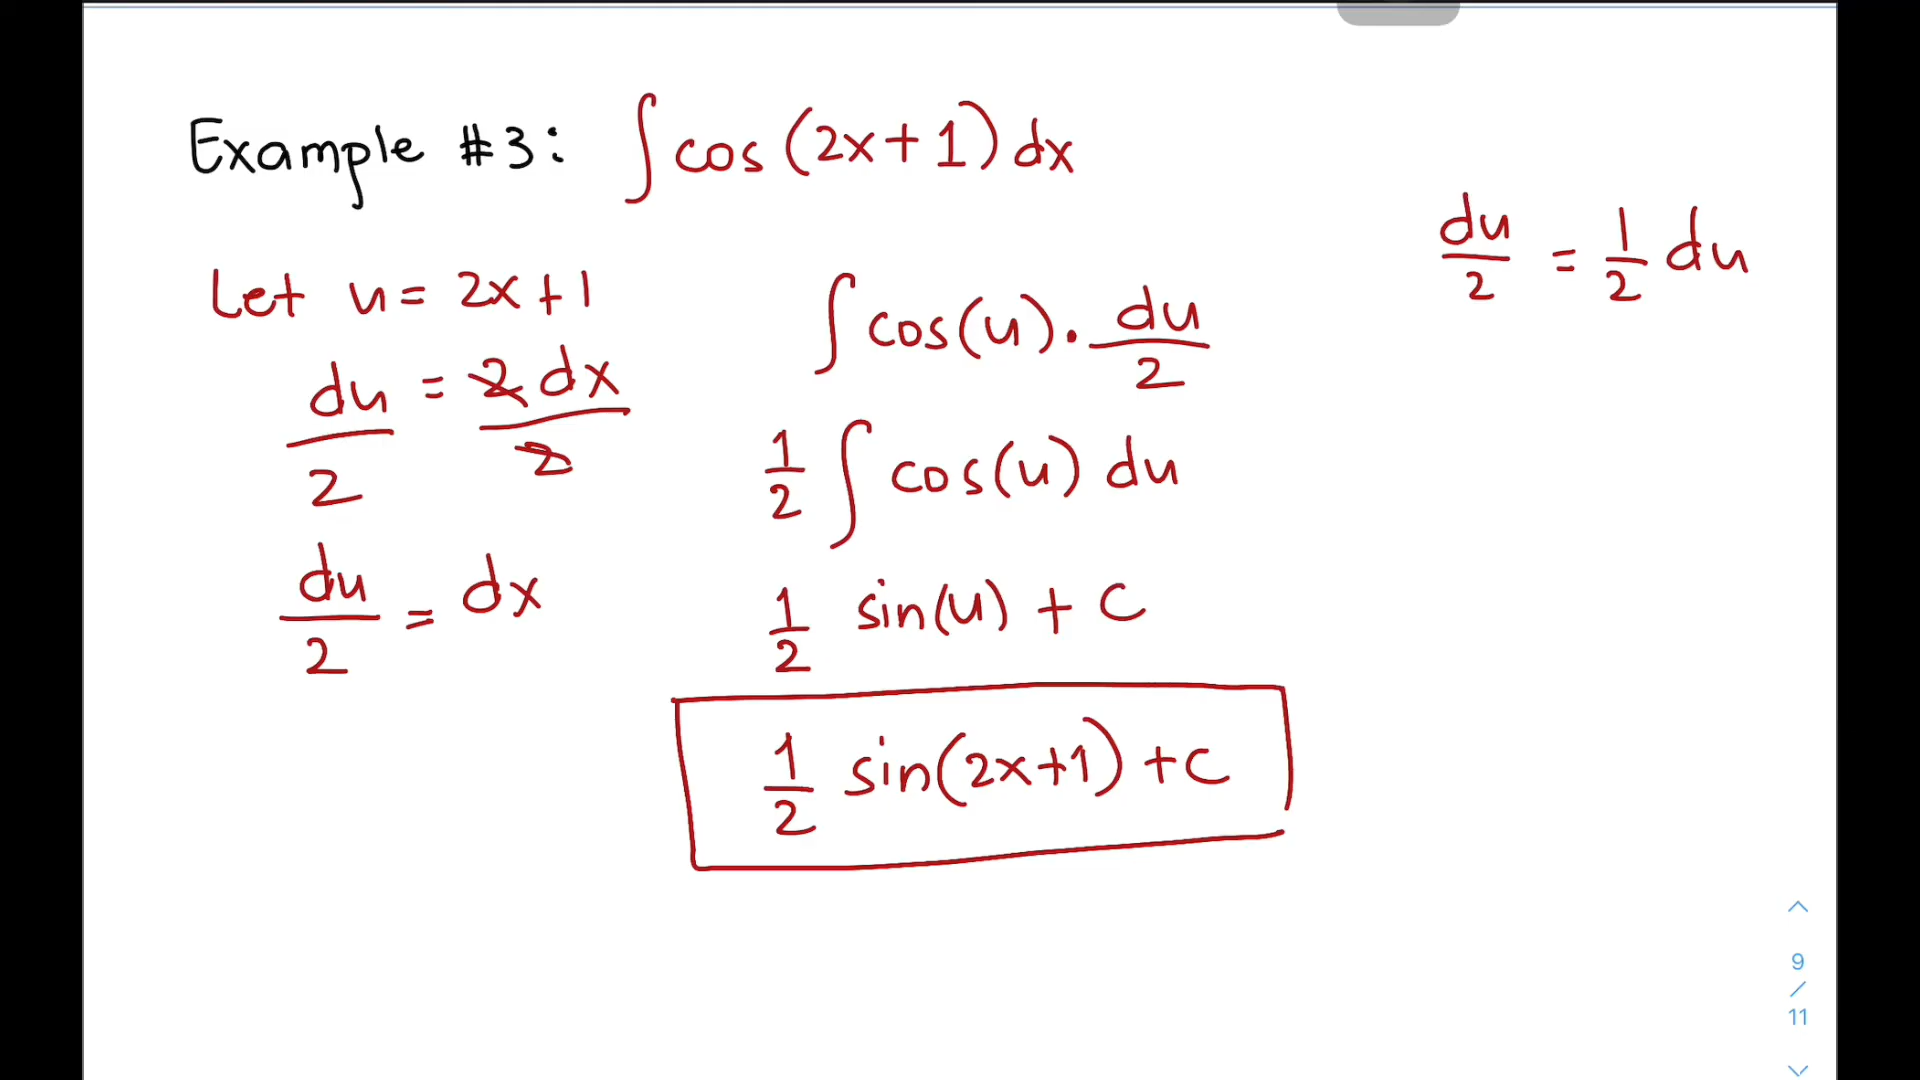 Example #3: ∫ cos (2x+1) dx
Let u = 2x+1
du/2 = 2dx/2
du/2 = dx
∫ cos(u) · du/2
1/2 ∫ cos(u) du
1/2 sin(u) + C
1/2 sin(2x+1) + C
du/2 = 1/2 du
9
/
11